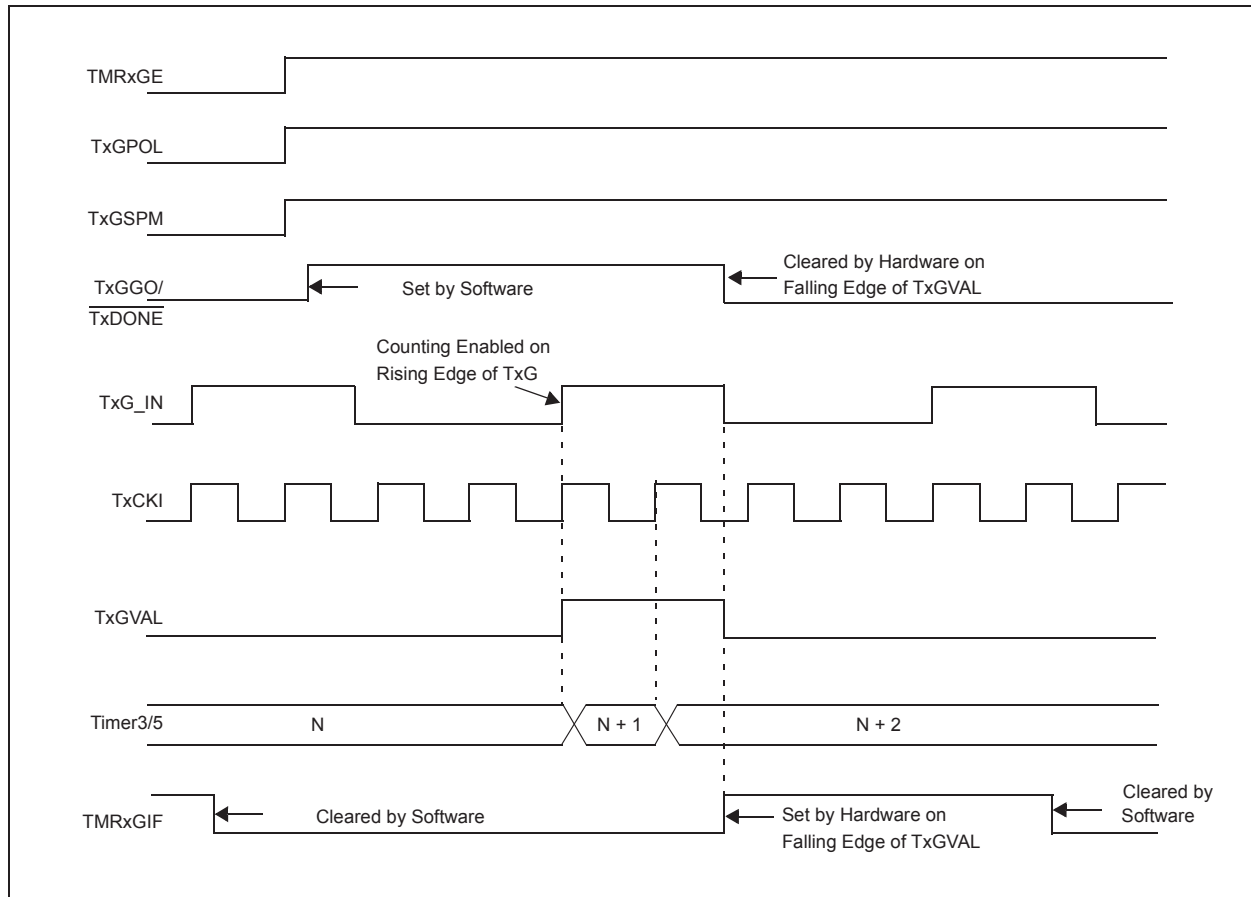 TMRxGE
TxGPOL
TxGSPM
TxGGO/
TxDONE
Set by Software
Cleared by Hardware on
Falling Edge of TxGVAL
Counting Enabled on
Rising Edge of TxG
TxG_IN
TxCKI
TxGVAL
Timer3/5
N
N + 1
N + 2
TMRxGIF
Cleared by Software
Set by Hardware on
Falling Edge of TxGVAL
Cleared by
Software